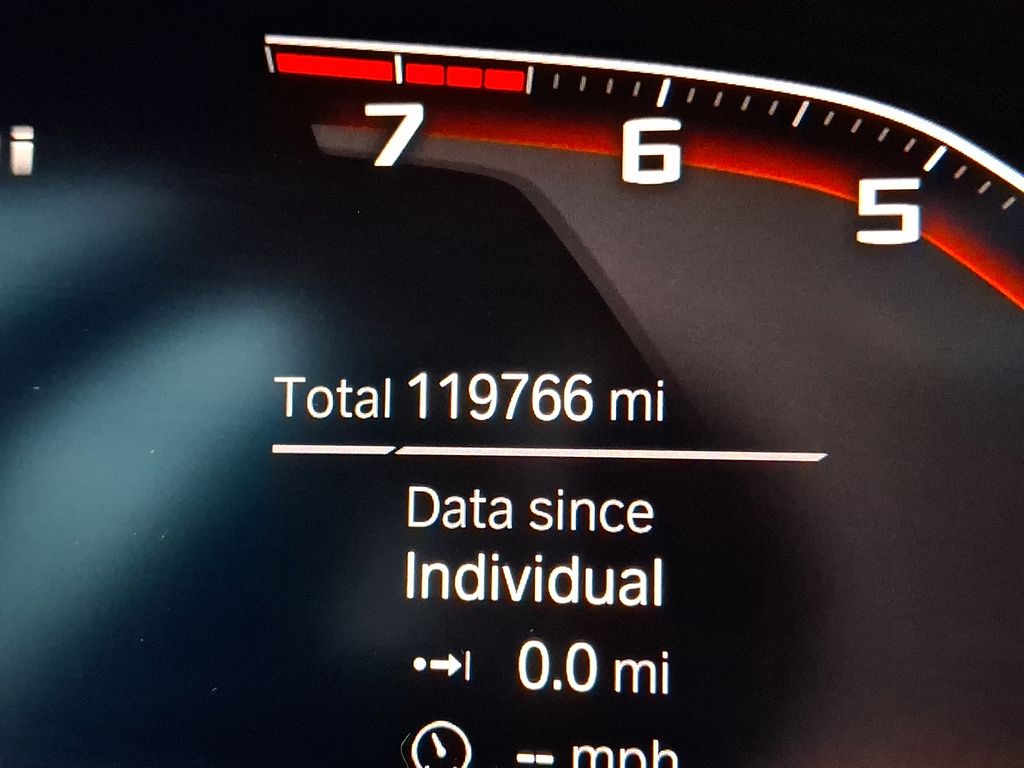 7
6
5
i
Total 119766 mi
Data since
Individual
0.0 mi
-- mph